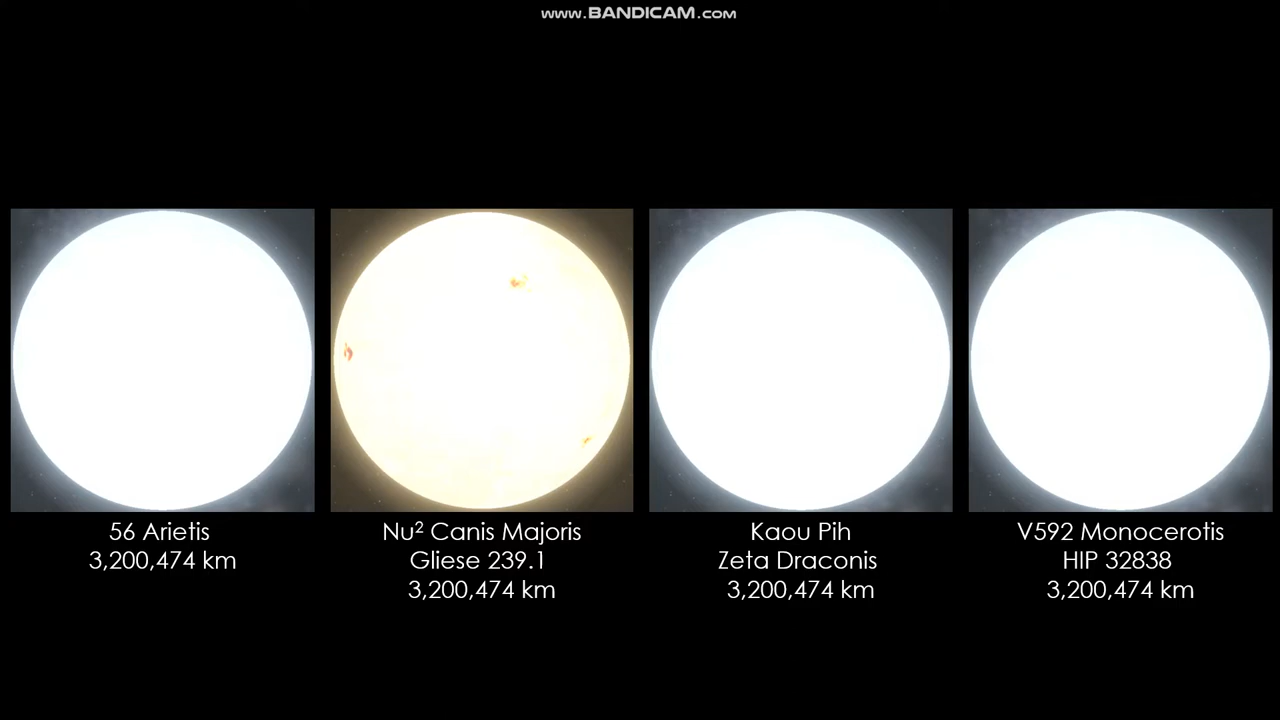 www.BANDICAM.com
56 Arietis
3,200,474 km
Nu² Canis Majoris
Gliese 239.1
3,200,474 km
Kaou Pih
Zeta Draconis
3,200,474 km
V592 Monocerotis
HIP 32838
3,200,474 km